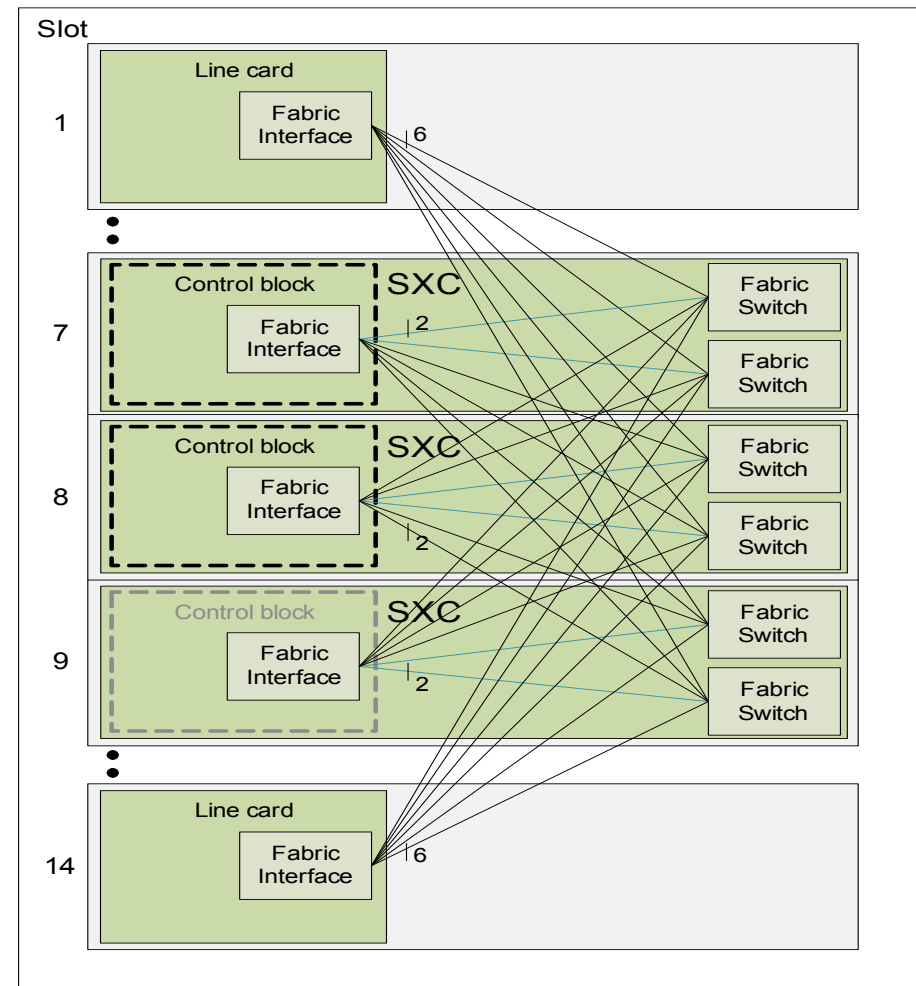 Slot
1
Line card
Fabric
Interface
6
7
Control block
SXC
Fabric
Interface
2
Fabric
Switch
Fabric
Switch
8
Control block
SXC
Fabric
Interface
2
Fabric
Switch
Fabric
Switch
9
Control block
SXC
Fabric
Interface
2
Fabric
Switch
Fabric
Switch
14
Line card
Fabric
Interface
6